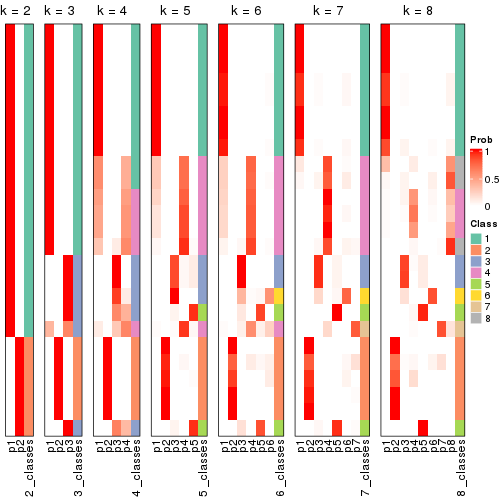 k = 2
k = 3
k = 4
k = 5
k = 6
k = 7
k = 8
Prob
1
0.5
0
Class
1
2
3
4
5
6
7
8
p1
p2
2_classes
p1
p2
p3
3_classes
p1
p2
p3
p4
4_classes
p1
p2
p3
p4
p5
5_classes
p1
p2
p3
p4
p5
p6
6_classes
p1
p2
p3
p4
p5
p6
p7
7_classes
p1
p2
p3
p4
p5
p6
p7
p8
8_classes